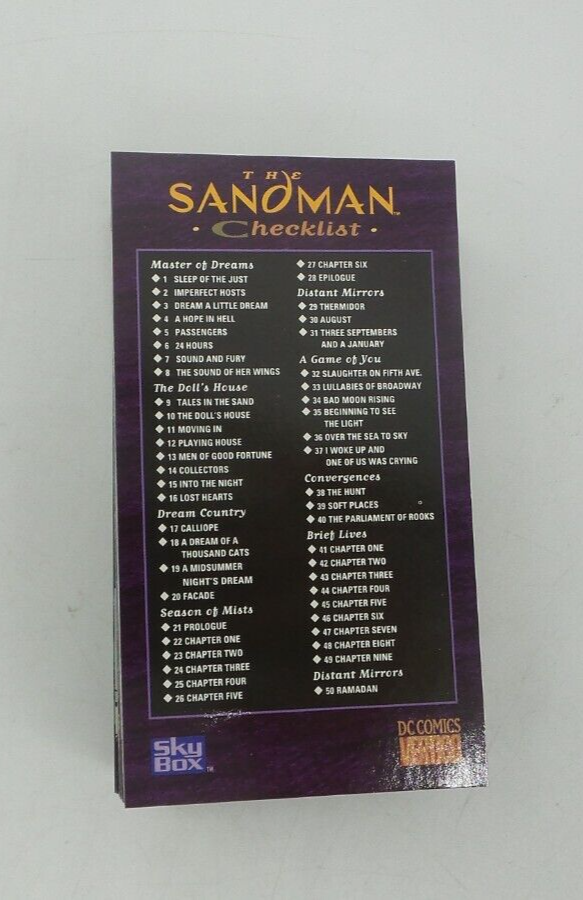 THE
SANDMAN™
• Checklist •
Master of Dreams
◆ 1 SLEEP OF THE JUST
◆ 2 IMPERFECT HOSTS
◆ 3 DREAM A LITTLE DREAM
◆ 4 A HOPE IN HELL
◆ 5 PASSENGERS
◆ 6 24 HOURS
◆ 7 SOUND AND FURY
◆ 8 THE SOUND OF HER WINGS
The Doll's House
◆ 9 TALES IN THE SAND
◆ 10 THE DOLL'S HOUSE
◆ 11 MOVING IN
◆ 12 PLAYING HOUSE
◆ 13 MEN OF GOOD FORTUNE
◆ 14 COLLECTORS
◆ 15 INTO THE NIGHT
◆ 16 LOST HEARTS
Dream Country
◆ 17 CALLIOPE
◆ 18 A DREAM OF A
THOUSAND CATS
◆ 19 A MIDSUMMER
NIGHT'S DREAM
◆ 20 FACADE
Season of Mists
◆ 21 PROLOGUE
◆ 22 CHAPTER ONE
◆ 23 CHAPTER TWO
◆ 24 CHAPTER THREE
◆ 25 CHAPTER FOUR
◆ 26 CHAPTER FIVE
◆ 27 CHAPTER SIX
◆ 28 EPILOGUE
Distant Mirrors
◆ 29 THERMIDOR
◆ 30 AUGUST
◆ 31 THREE SEPTEMBERS
AND A JANUARY
A Game of You
◆ 32 SLAUGHTER ON FIFTH AVE.
◆ 33 LULLABIES OF BROADWAY
◆ 34 BAD MOON RISING
◆ 35 BEGINNING TO SEE
THE LIGHT
◆ 36 OVER THE SEA TO SKY
◆ 37 I WOKE UP AND
ONE OF US WAS CRYING
Convergences
◆ 38 THE HUNT
◆ 39 SOFT PLACES
◆ 40 THE PARLIAMENT OF ROOKS
Brief Lives
◆ 41 CHAPTER ONE
◆ 42 CHAPTER TWO
◆ 43 CHAPTER THREE
◆ 44 CHAPTER FOUR
◆ 45 CHAPTER FIVE
◆ 46 CHAPTER SIX
◆ 47 CHAPTER SEVEN
◆ 48 CHAPTER EIGHT
◆ 49 CHAPTER NINE
Distant Mirrors
◆ 50 RAMADAN
SKY
BOX™
DC COMICS
VERTIGO